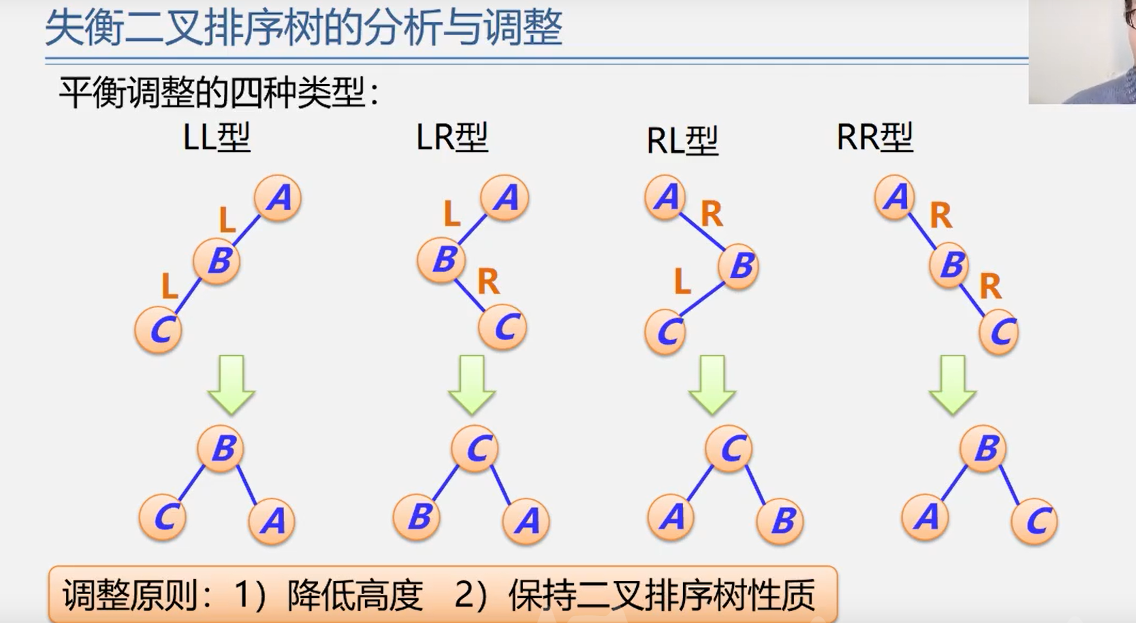 失衡二叉排序树的分析与调整
平衡调整的四种类型：
LL型 LR型 RL型 RR型
A A A A
L L R R
B B B B
L R L R
C C C C
B C C B
C A B A A B A C
调整原则：1）降低高度 2）保持二叉排序树性质